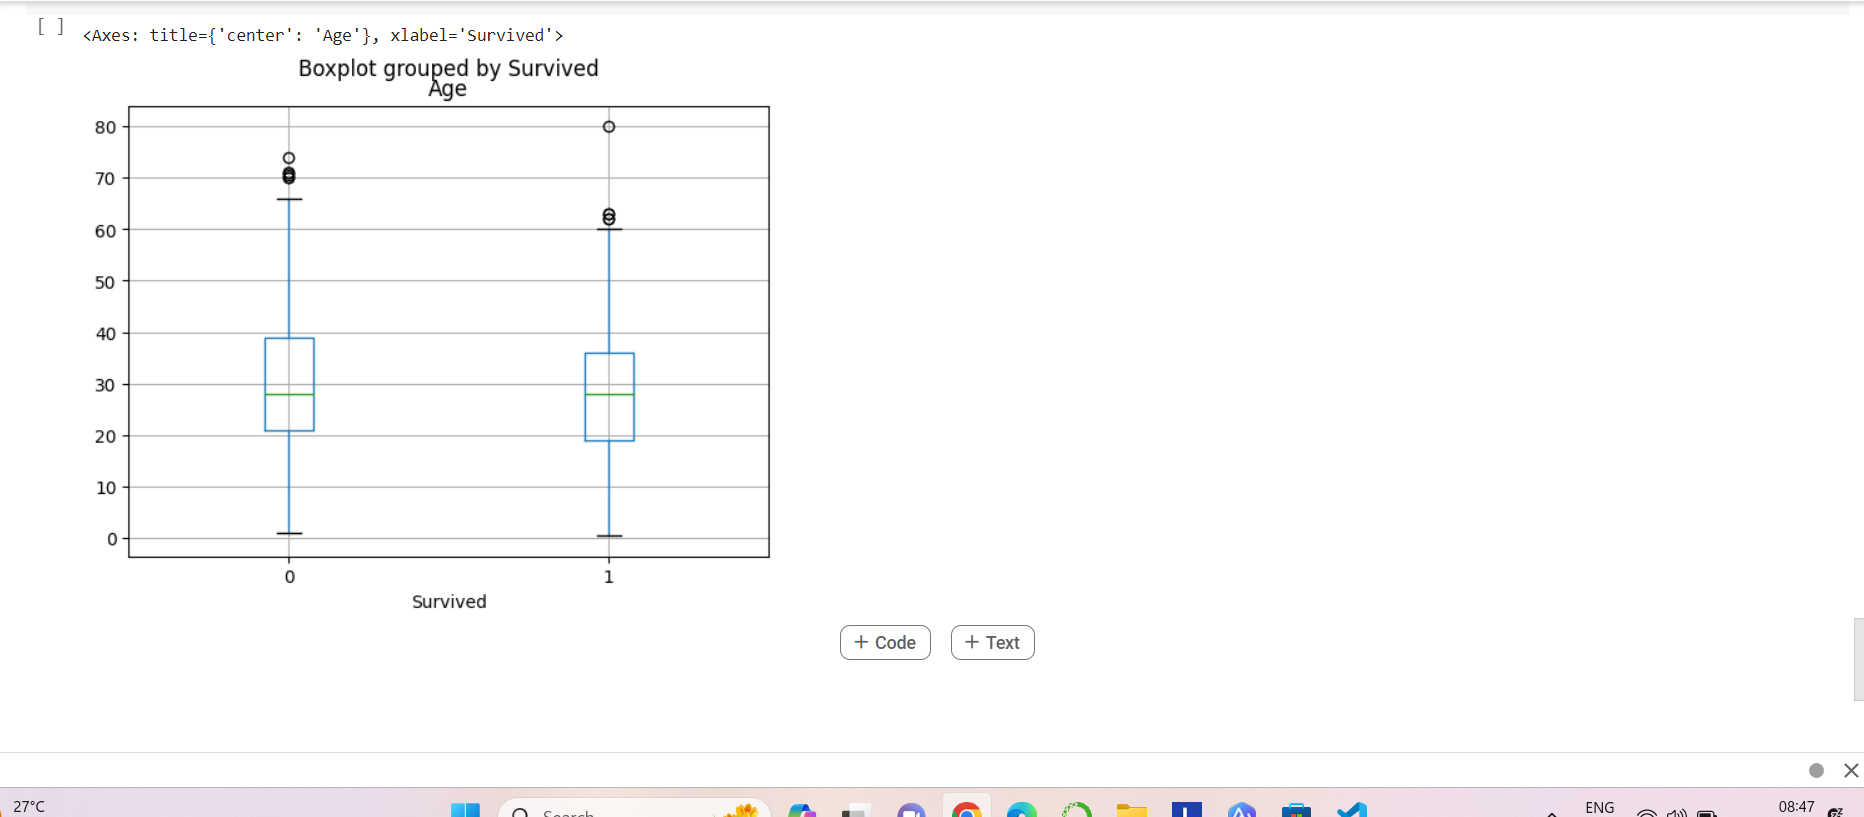 [ ]
<Axes: title={'center': 'Age'}, xlabel='Survived'>
Boxplot grouped by Survived
Age
80
70
60
50
40
30
20
10
0
0 1
Survived
+ Code + Text
27°C
Search
ENG
08:47